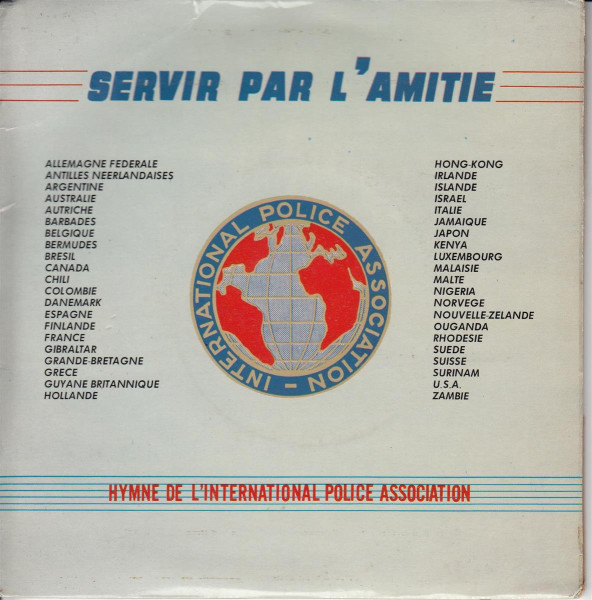 SERVIR PAR L'AMITIE
ALLEMAGNE FEDERALE
ANTILLES NEERLANDAISES
ARGENTINE
AUSTRALIE
AUTRICHE
BARBADES
BELGIQUE
BERMUDES
BRESIL
CANADA
CHILI
COLOMBIE
DANEMARK
ESPAGNE
FINLANDE
FRANCE
GIBRALTAR
GRANDE-BRETAGNE
GRECE
GUYANE BRITANNIQUE
HOLLANDE
INTERNATIONAL POLICE ASSOCIATION
HONG-KONG
IRLANDE
ISLANDE
ISRAEL
ITALIE
JAMAIQUE
JAPON
KENYA
LUXEMBOURG
MALAISIE
MALTE
NIGERIA
NORVEGE
NOUVELLE-ZELANDE
OUGANDA
RHODESIE
SUEDE
SUISSE
SURINAM
U.S.A.
ZAMBIE
HYMNE DE L'INTERNATIONAL POLICE ASSOCIATION